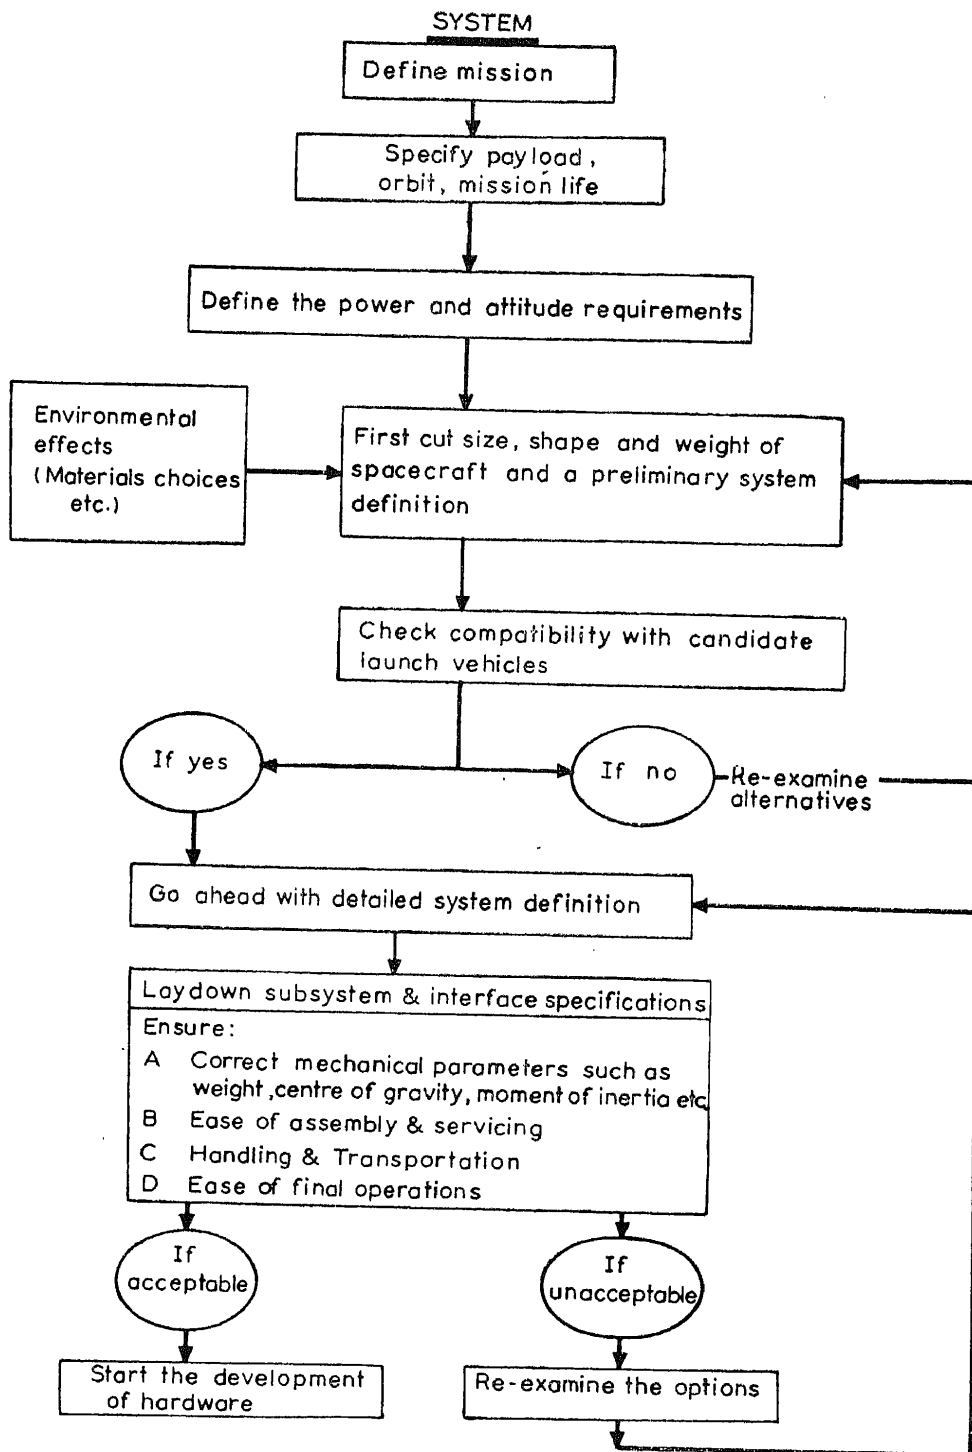 SYSTEM
Define mission
Specify payload,
orbit, mission life
Define the power and attitude requirements
Environmental
effects
(Materials choices
etc.)
First cut size, shape and weight of
spacecraft and a preliminary system
definition
Check compatibility with candidate
launch vehicles
If yes
If no
Re-examine
alternatives
Go ahead with detailed system definition
Laydown subsystem & interface specifications
Ensure:
A Correct mechanical parameters such as
weight, centre of gravity, moment of inertia etc.
B Ease of assembly & servicing
C Handling & Transportation
D Ease of final operations
If
acceptable
If
unacceptable
Start the development
of hardware
Re-examine the options